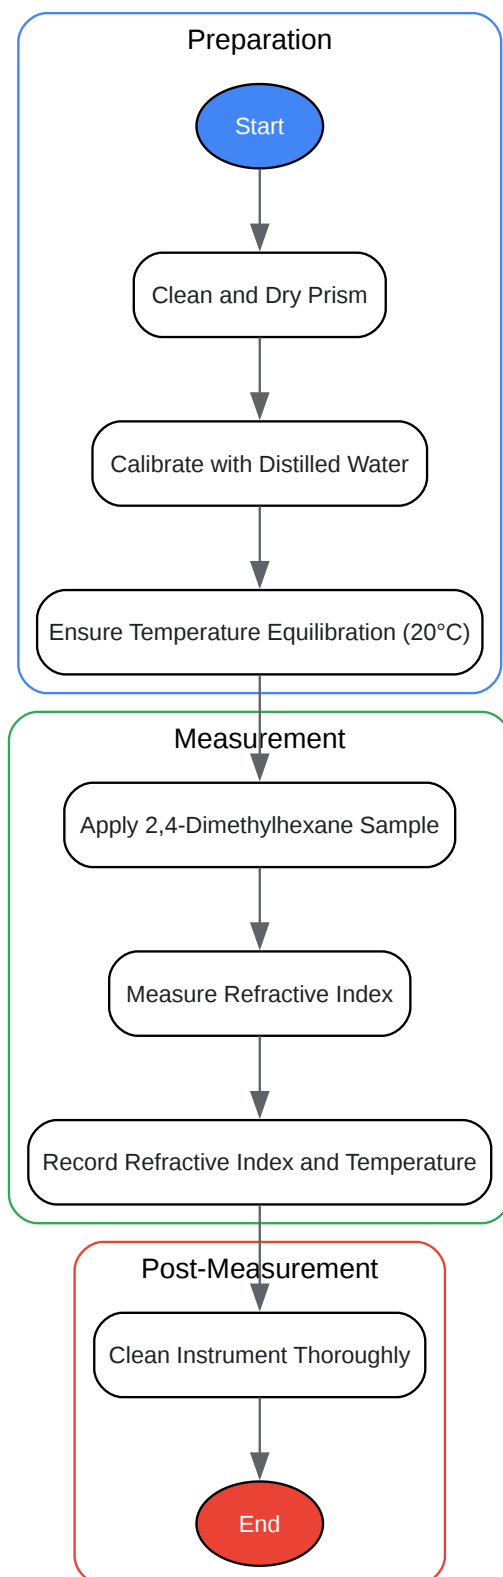 Preparation
Start
Clean and Dry Prism
Calibrate with Distilled Water
Ensure Temperature Equilibration (20°C)
Measurement
Apply 2,4-Dimethylhexane Sample
Measure Refractive Index
Record Refractive Index and Temperature
Post-Measurement
Clean Instrument Thoroughly
End